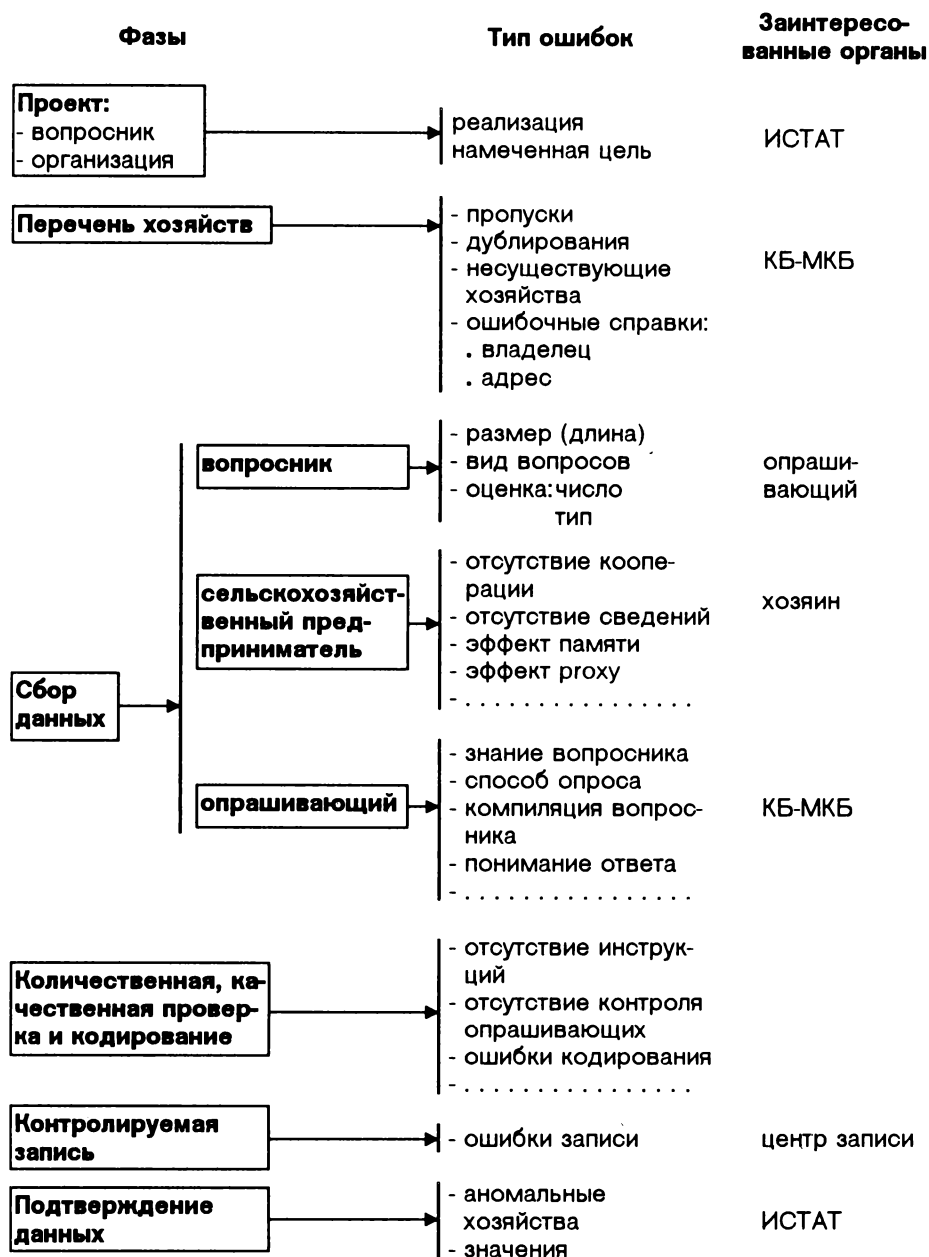 Фазы
Тип ошибок
Заинтересо-
ванные органы
Проект:
- вопросник
- организация
реализация
намеченная цель
ИСТАТ
Перечень хозяйств
- пропуски
- дублирования
- несуществующие
хозяйства
- ошибочные справки:
. владелец
. адрес
КБ-МКБ
Сбор
данных
вопросник
- размер (длина)
- вид вопросов
- оценка: число
тип
опраши-
вающий
сельскохозяйст-
венный пред-
приниматель
- отсутствие коопе-
рации
- отсутствие сведений
- эффект памяти
- эффект proxy
- . . . . . . . . . . . . . . . .
хозяин
опрашивающий
- знание вопросника
- способ опроса
- компиляция вопрос-
ника
- понимание ответа
- . . . . . . . . . . . . . . . .
КБ-МКБ
Количественная, ка-
чественная провер-
ка и кодирование
- отсутствие инструк-
ций
- отсутствие контроля
опрашивающих
- ошибки кодирования
- . . . . . . . . . . . . . . . .
Контролируемая
запись
- ошибки записи
центр записи
Подтверждение
данных
- аномальные
хозяйства
- значения
ИСТАТ